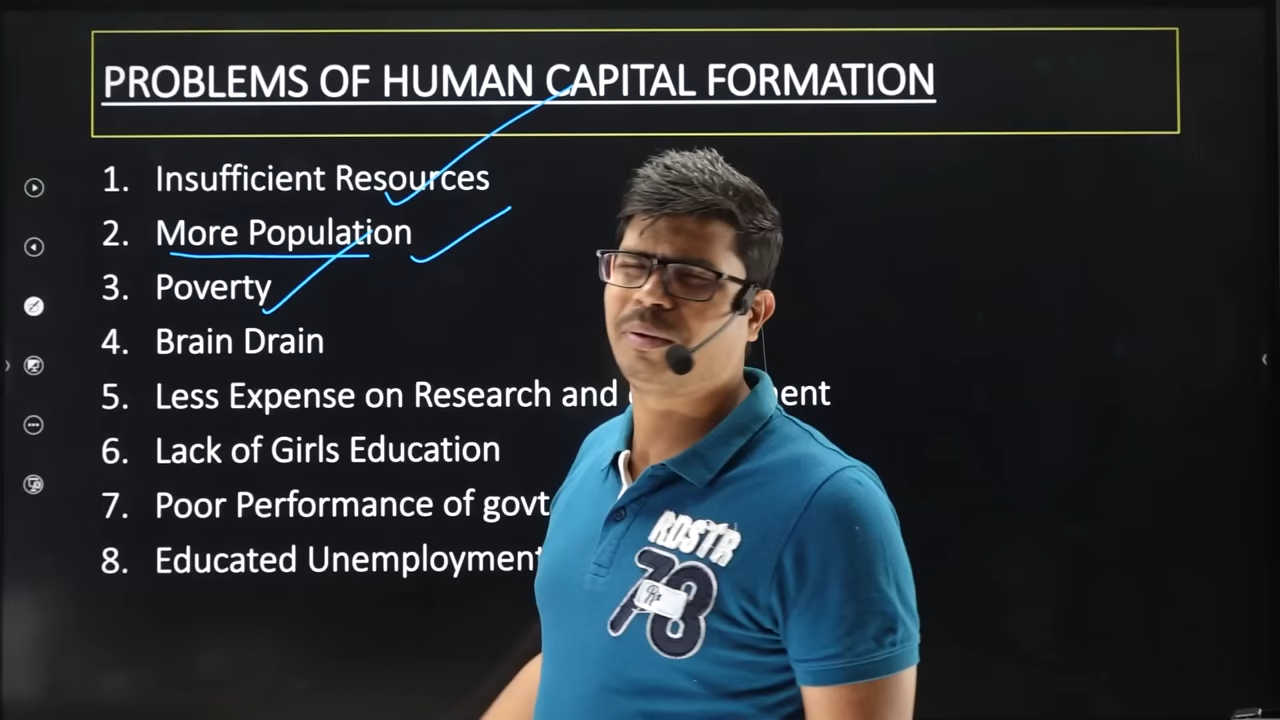 PROBLEMS OF HUMAN CAPITAL FORMATION
1. Insufficient Resources
2. More Population
3. Poverty
4. Brain Drain
5. Less Expense on Research and
6. Lack of Girls Education
7. Poor Performance of govt
8. Educated Unemployment
RDSTR
78